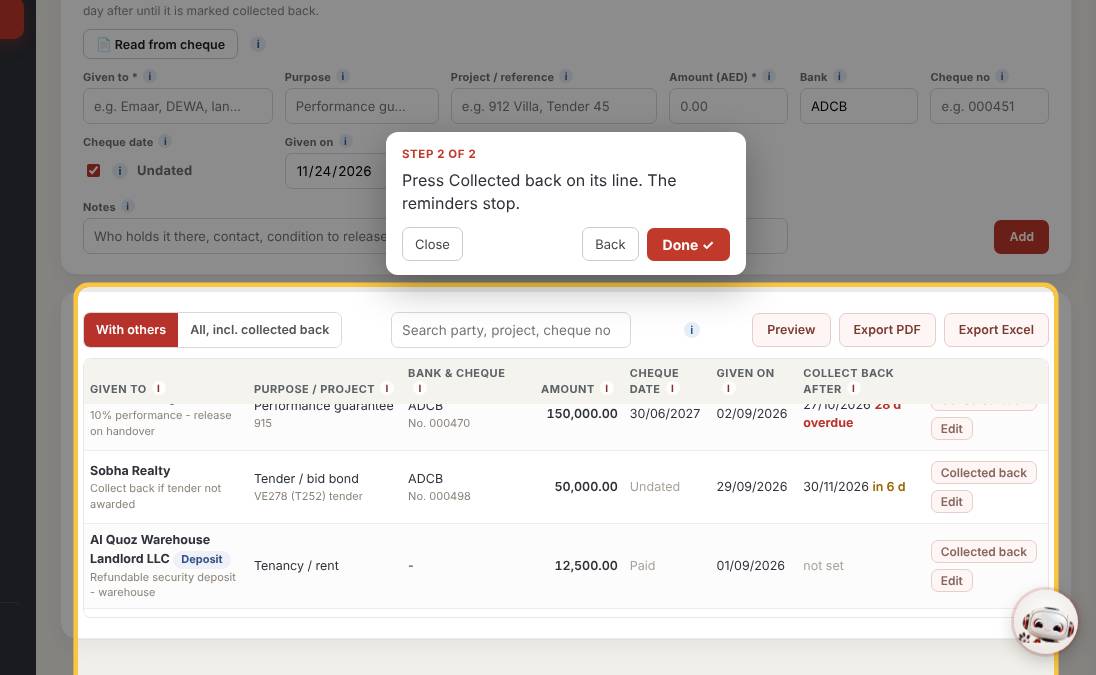 day after until it is marked collected back.
Read from cheque i
Given to * i Purpose i Project / reference i Amount (AED) * i Bank i Cheque no i
e.g. Emaar, DEWA, lan... Performance gu... e.g. 912 Villa, Tender 45 0.00 ADCB e.g. 000451
Cheque date i Given on i
i Undated 11/24/2026
Notes i
Who holds it there, contact, condition to release
Add
STEP 2 OF 2
Press Collected back on its line. The
reminders stop.
Close Back Done ✓
With others All, incl. collected back Search party, project, cheque no i Preview Export PDF Export Excel
GIVEN TO I PURPOSE / PROJECT I BANK & CHEQUE I AMOUNT I CHEQUE DATE I GIVEN ON I COLLECT BACK AFTER I
10% performance - release
on handover
Performance guarantee
915
ADCB
No. 000470
150,000.00 30/06/2027 02/09/2026
27/10/2026 28 d
overdue
Edit
Sobha Realty
Collect back if tender not
awarded
Tender / bid bond
VE278 (T252) tender
ADCB
No. 000498
50,000.00 Undated 29/09/2026 30/11/2026 in 6 d
Collected back
Edit
Al Quoz Warehouse
Landlord LLC Deposit
Refundable security deposit
- warehouse
Tenancy / rent - 12,500.00 Paid 01/09/2026 not set
Collected back
Edit